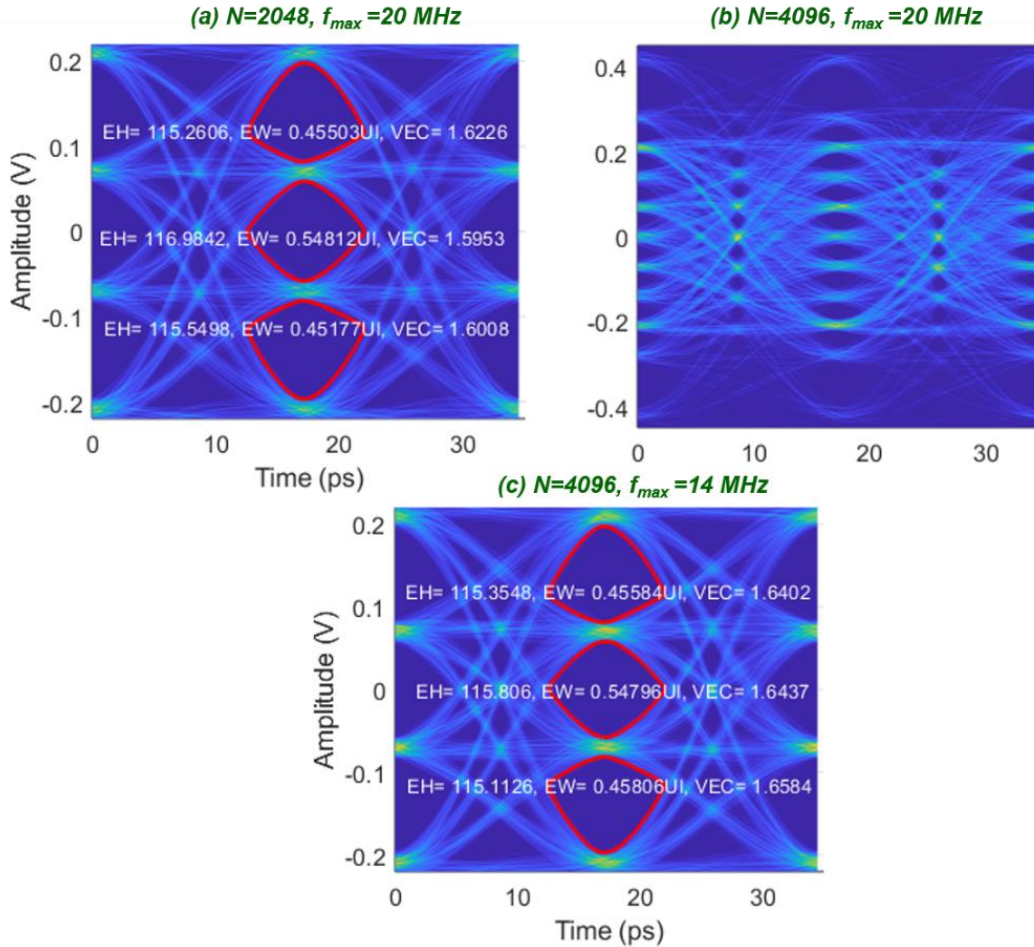 (a) N=2048, fmax =20 MHz
(b) N=4096, fmax =20 MHz
0.2
0.1
0
-0.1
-0.2
Amplitude (V)
EH= 115.2606, EW= 0.45503UI, VEC= 1.6226
EH= 116.9842, EW= 0.54812UI, VEC= 1.5953
EH= 115.5498, EW= 0.45177UI, VEC= 1.6008
0 10 20 30
Time (ps)
0.4
0.2
0
-0.2
-0.4
0 10 20 30
(c) N=4096, fmax =14 MHz
0.2
0.1
0
-0.1
-0.2
Amplitude (V)
EH= 115.3548, EW= 0.45584UI, VEC= 1.6402
EH= 115.806, EW= 0.54796UI, VEC= 1.6437
EH= 115.1126, EW= 0.45806UI, VEC= 1.6584
0 10 20 30
Time (ps)